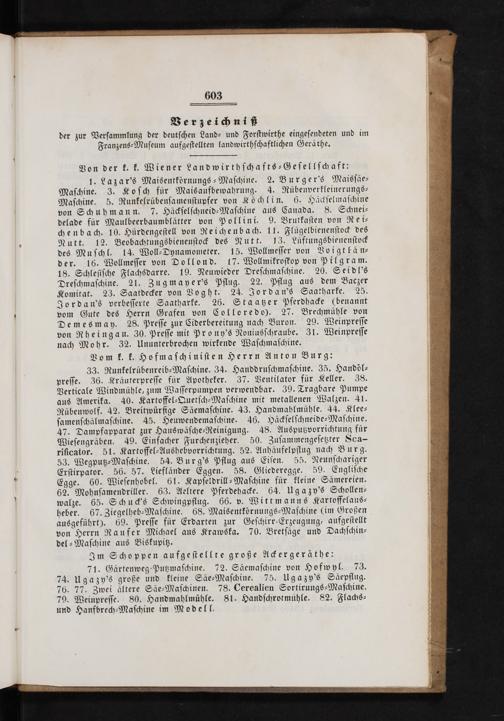 603
Verzeichniß
der zur Versammlung der deutschen Land- und Forstwirthe eingesendeten und im
Franzens-Museum aufgestellten landwirthschaftlichen Geräthe.
Von der k. k. Wiener Landwirthschafts-Gesellschaft:
1. Lazar's Maisentkörnungs-Maschine. 2. Burger's Maissäe-
Maschine. 3. Kosch für Maisaufbewahrung. 4. Rübenverkleinerungs-
Maschine. 5. Runkelrübensamenstupfer von Köchlin. 6. Häckselmaschine
von Schuhmann. 7. Häckselschneid-Maschine aus Canada. 8. Schnei-
delade für Maulbeerbaumblätter von Pollini. 9. Brutkasten von Rei-
chenbach. 10. Hürdengestell von Reichenbach. 11. Flügelbienenstock des
Nutt. 12. Beobachtungsbienenstock des Nutt. 13. Lüftungsbienenstock
des Muschl. 14. Woll-Dynamometer. 15. Wollmesser von Voigtlän-
der. 16. Wollmesser von Dollond. 17. Wollmikroskop von Pilgram.
18. Schlesische Flachsdarre. 19. Neuwieder Dreschmaschine. 20. Seidl's
Dreschmaschine. 21. Zugmayer's Pflug. 22. Pflug aus dem Baczer
Komitat. 23. Saatdecker von Voght. 24. Jordan's Saatharke. 25.
Jordan's verbesserte Saatharke. 26. Staatzer Pferdhacke (benannt
vom Gute des Herrn Grafen von Colloredo). 27. Brechmühle von
Demesmay. 28. Presse zur Ciderbereitung nach Buron. 29. Weinpresse
von Rheingan. 30. Presse mit Prony's Roniusschraube. 31. Weinpresse
nach Mohr. 32. Ununterbrochen wirkende Waschmaschine.
Vom k. k. Hofmaschinisten Herrn Anton Burg:
33. Runkelrübenreib-Maschine. 34. Handdruchmaschine. 35. Handöl-
presse. 36. Kräuterpresse für Apotheker. 37. Ventilator für Keller. 38.
Verticale Windmühle, zum Wasserpumpen verwendbar. 39. Tragbare Pumpe
aus Amerika. 40. Kartoffel-Quetsch-Maschine mit metallenen Walzen. 41.
Rübenwolf. 42. Breitwürfige Säemaschine. 43. Handmahlmühle. 44. Klee-
samenschälmaschine. 45. Heuwendemaschine. 46. Häckselschneide-Maschine.
47. Dampfapparat zur Hauswäsche-Reinigung. 48. Ausputzvorrichtung für
Wiesengräben. 49. Einfacher Furchenzieher. 50. Zusammengesetzter Sca-
rificator. 51. Kartoffel-Aushebvorrichtung. 52. Anhäufelpflug nach Burg.
53. Wegputz-Maschine. 54. Burg's Pflug aus Eisen. 55. Neunschariger
Exstirpator. 56. 57. Liefländer Eggen. 58. Gliederegge. 59. Englische
Egge. 60. Wiesenhobel. 61. Kapseldrill-Maschine für kleine Sämereien.
62. Mohnsamendriller. 63. Aeltere Pferdehacke. 64. Ugazy's Schollen-
walze. 65. Schuck's Schwingpflug. 66. v. Wittmanns Kartoffelaus-
heber. 67. Ziegelheb-Maschine. 68. Maisentkörnungs-Maschine (im Großen
ausgeführt). 69. Presse für Erdarten zur Geschirr-Erzeugung, aufgestellt
von Herrn Raufer Michael aus Krawska. 70. Bretsäge und Dachschin-
del-Maschine aus Biskupitz.
Im Schoppen aufgestellte große Ackergeräthe:
71. Gärtenweg-Putzmaschine. 72. Säemaschine von Hofwyl. 73.
74. Ugazy's große und kleine Säe-Maschine. 75. Ugazy's Säepflug.
76. 77. Zwei ältere Säe-Maschinen. 78. Cerealien Sortirungs-Maschine.
79. Weinpresse. 80. Handmahlmühle. 81. Handschrotmühle. 82. Flachs-
und Hanfbrech-Maschine im Modell.